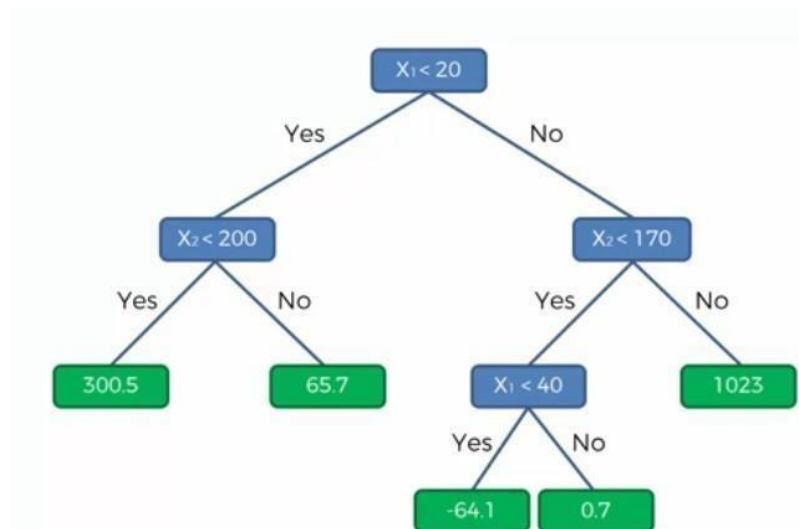 X₁ < 20
Yes
No
X₂ < 200
X₂ < 170
Yes
No
Yes
No
300.5
65.7
X₁ < 40
1023
Yes
No
-64.1
0.7